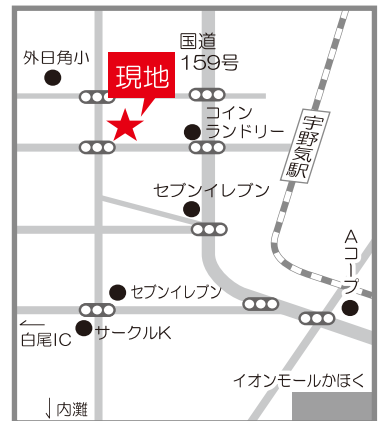 外日角小
現地
国道
159号
コイン
ランドリー
宇野気駅
セブンイレブン
Aコープ
セブンイレブン
サークルK
白尾IC
イオンモールかほく
内灘